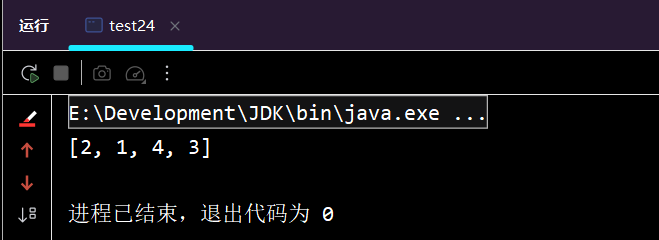 运行 test24
E:\Development\JDK\bin\java.exe ...
[2, 1, 4, 3]
进程已结束，退出代码为 0